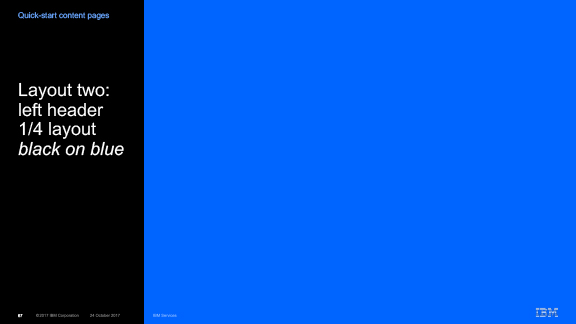 Quick-start content pages
Layout two:
left header
1/4 layout
black on blue
67 ©2017 IBM Corporation 24 October 2017 IBM Services
IBM